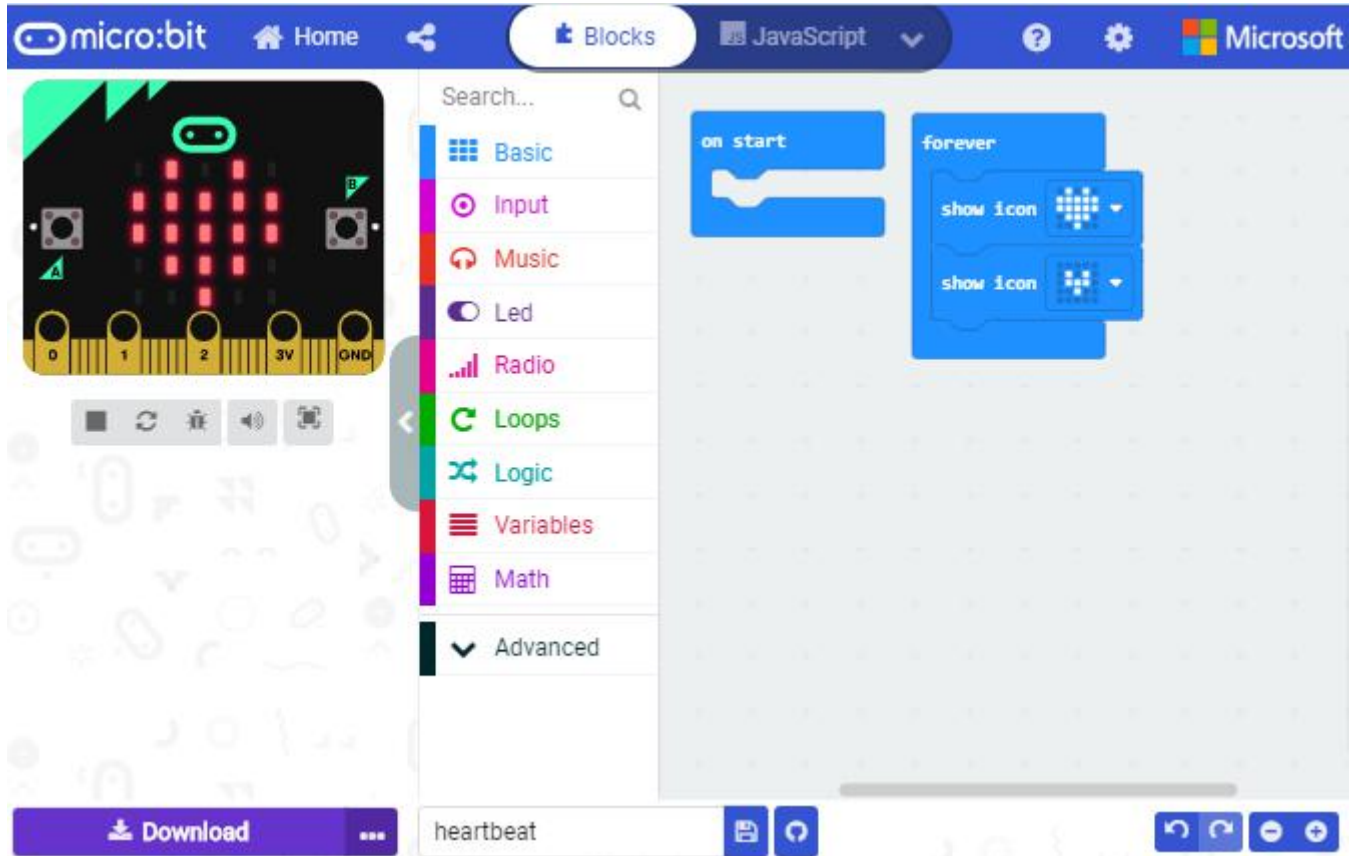 micro:bit Home Blocks JavaScript Microsoft
B
A
0 1 2 3V GND
Search...
Basic
Input
Music
Led
Radio
Loops
Logic
Variables
Math
Advanced
on start
forever
show icon
show icon
Download ... heartbeat